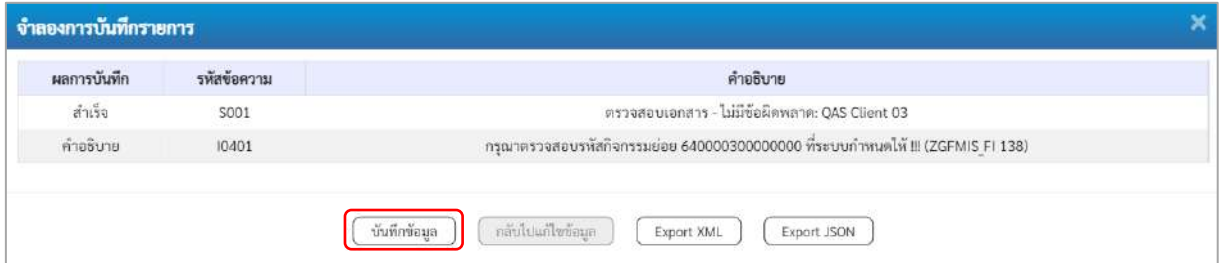 จำลองการบันทึกรายการ
ผลการบันทึก รหัสข้อความ คำอธิบาย
สำเร็จ S001 ตรวจสอบเอกสาร - ไม่มีข้อผิดพลาด: QAS Client 03
คำอธิบาย I0401 กรุณาตรวจสอบรหัสกิจกรรมย่อย 640000300000000 ที่ระบบกำหนดให้ !!! (ZGFMIS_FI 138)
บันทึกข้อมูล กลับไปแก้ไขข้อมูล Export XML Export JSON